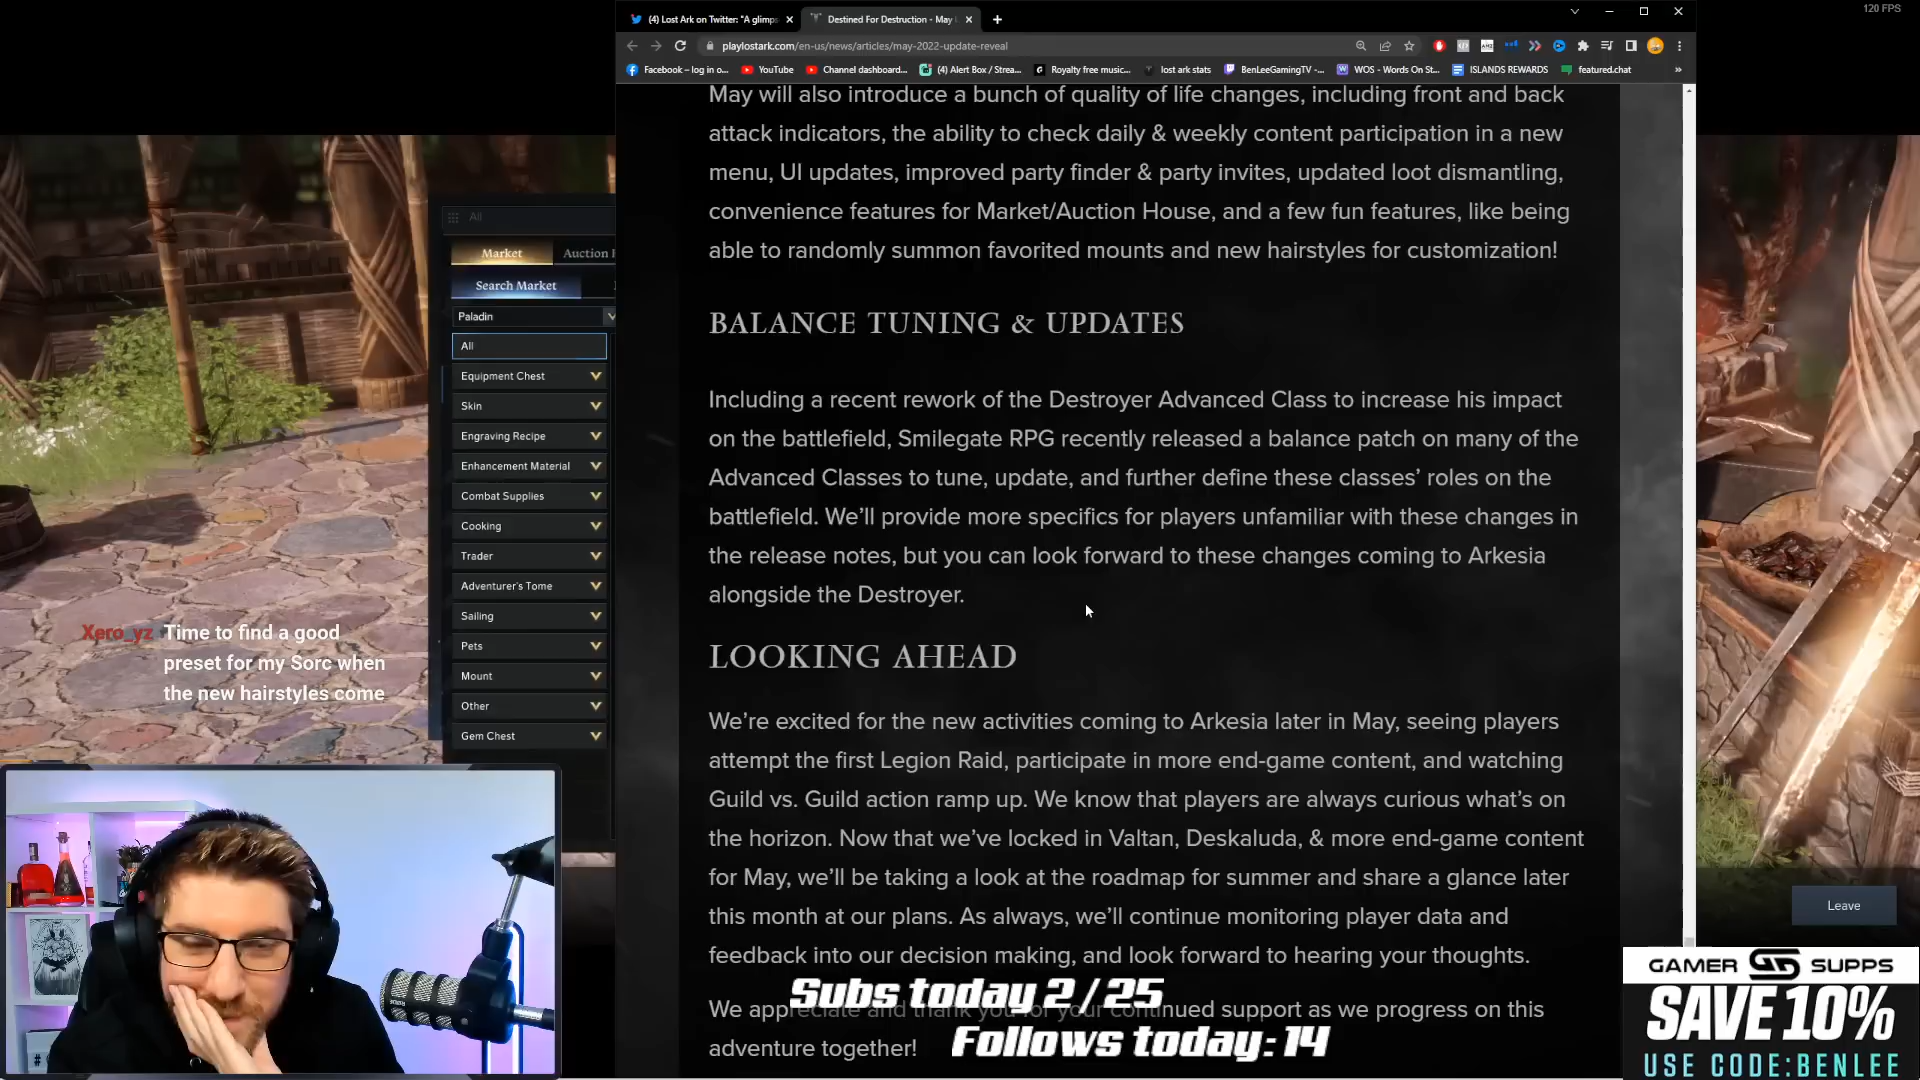 120 FPS
(4) Lost Ark on Twitter: "A glimps
Destined For Destruction - May
playlostark.com/en-us/news/articles/may-2022-update-reveal
Facebook – log in o...
YouTube
Channel dashboard...
(4) Alert Box / Strea...
Royalty free music...
lost ark stats
BenLeeGamingTV -...
WOS - Words On St...
ISLANDS REWARDS
featured.chat
May will also introduce a bunch of quality of life changes, including front and back
attack indicators, the ability to check daily & weekly content participation in a new
menu, UI updates, improved party finder & party invites, updated loot dismantling,
convenience features for Market/Auction House, and a few fun features, like being
able to randomly summon favorited mounts and new hairstyles for customization!
BALANCE TUNING & UPDATES
Including a recent rework of the Destroyer Advanced Class to increase his impact
on the battlefield, Smilegate RPG recently released a balance patch on many of the
Advanced Classes to tune, update, and further define these classes’ roles on the
battlefield. We’ll provide more specifics for players unfamiliar with these changes in
the release notes, but you can look forward to these changes coming to Arkesia
alongside the Destroyer.
LOOKING AHEAD
We’re excited for the new activities coming to Arkesia later in May, seeing players
attempt the first Legion Raid, participate in more end-game content, and watching
Guild vs. Guild action ramp up. We know that players are always curious what’s on
the horizon. Now that we’ve locked in Valtan, Deskaluda, & more end-game content
for May, we’ll be taking a look at the roadmap for summer and share a glance later
this month at our plans. As always, we’ll continue monitoring player data and
feedback into our decision making, and look forward to hearing your thoughts.
We appreciate and thank you for your continued support as we progress on this
adventure together!
All
Market
Auction
Search Market
Paladin
All
Equipment Chest
Skin
Engraving Recipe
Enhancement Material
Combat Supplies
Cooking
Trader
Adventurer's Tome
Sailing
Pets
Mount
Other
Gem Chest
Xero_yz Time to find a good
preset for my Sorc when
the new hairstyles come
Subs today 2/25
Follows today: 14
Leave
GAMER SUPPS
SAVE 10%
USE CODE:BENLEE